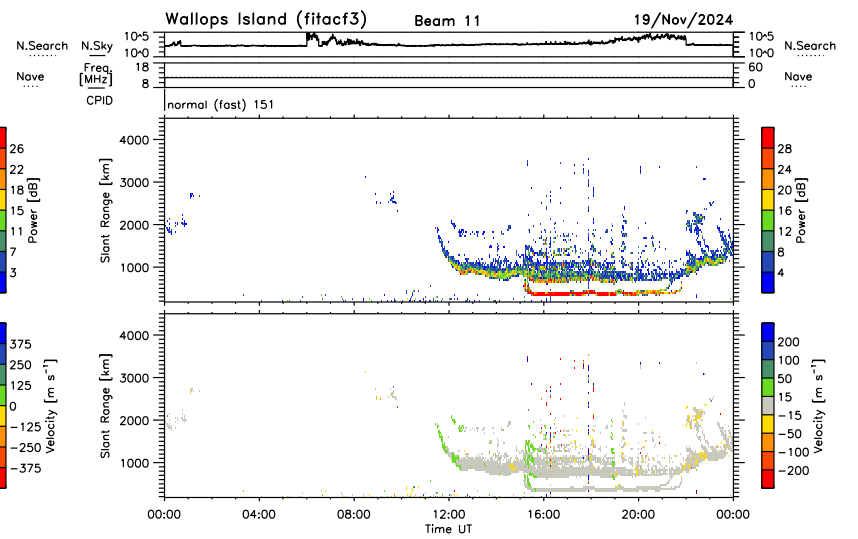 Wallops Island (fitacf3) Beam 11 19/Nov/2024
N.Search N.Sky 10^5 10^0 10^5 10^0 N.Search
Nave Freq. [MHz] 18 8 60 0 Nave
CPID normal (fast) 151
Power [dB] 26 22 18 15 11 7 3
Slant Range [km] 4000 3000 2000 1000
Power [dB] 28 24 20 16 12 8 4
Velocity [m s⁻¹] 375 250 125 0 −125 −250 −375
Slant Range [km] 4000 3000 2000 1000
Velocity [m s⁻¹] 200 100 50 15 −15 −50 −100 −200
00:00 04:00 08:00 12:00 16:00 20:00 00:00
Time UT